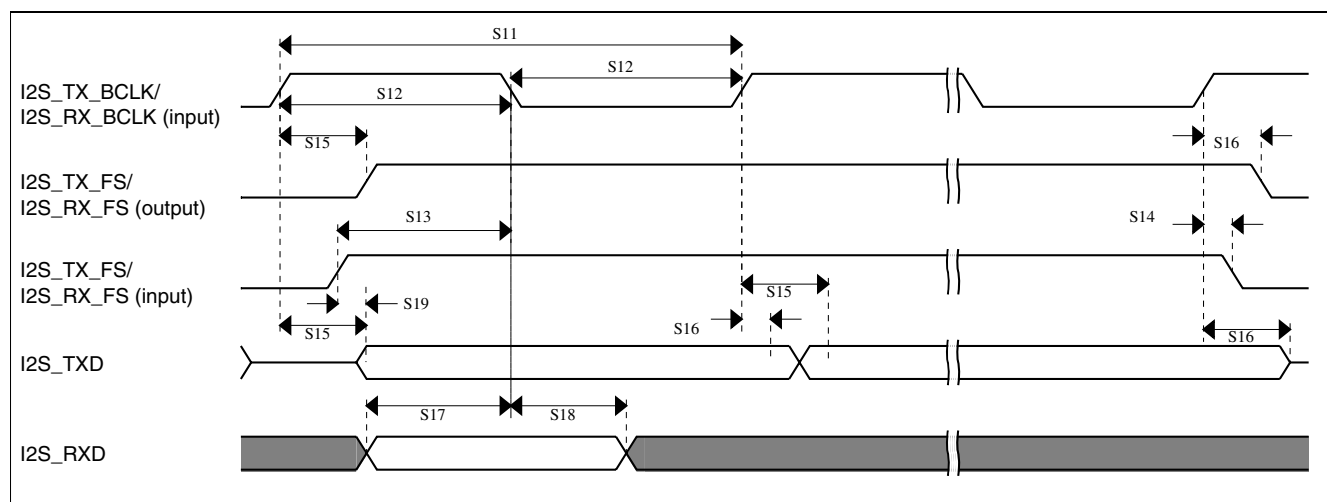 S11
I2S_TX_BCLK/
I2S_RX_BCLK (input)
S12
S12
S15
S16
I2S_TX_FS/
I2S_RX_FS (output)
S13
S14
I2S_TX_FS/
I2S_RX_FS (input)
S19
S15
S15
S16
S16
I2S_TXD
S17
S18
I2S_RXD